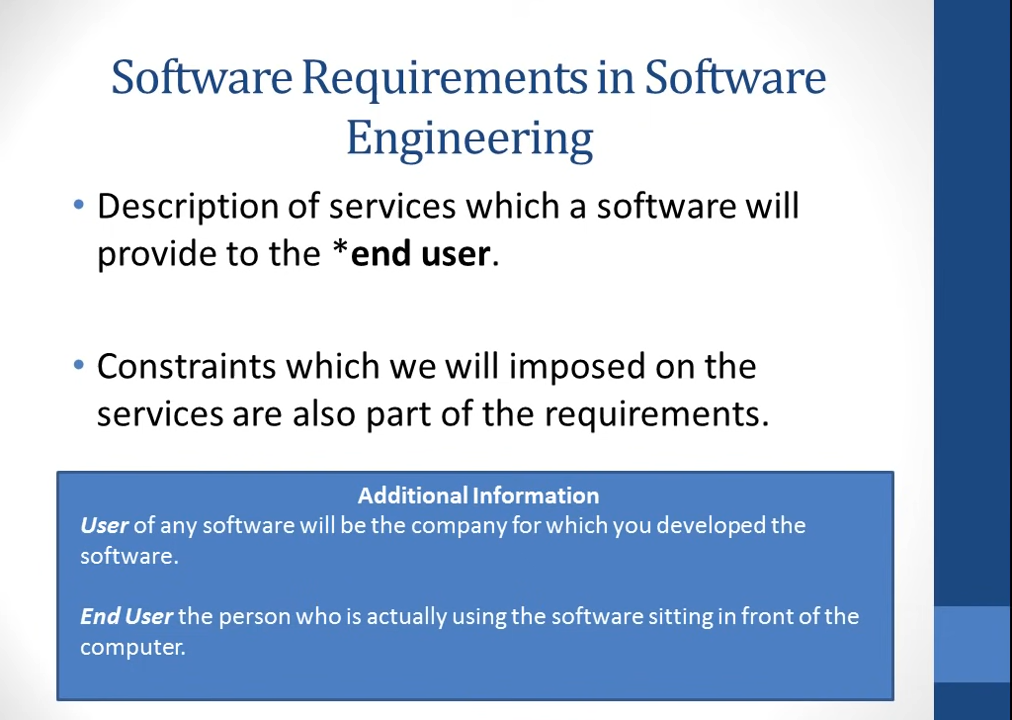 Software Requirements in Software
Engineering
• Description of services which a software will
provide to the *end user.
• Constraints which we will imposed on the
services are also part of the requirements.
Additional Information
User of any software will be the company for which you developed the
software.
End User the person who is actually using the software sitting in front of the
computer.